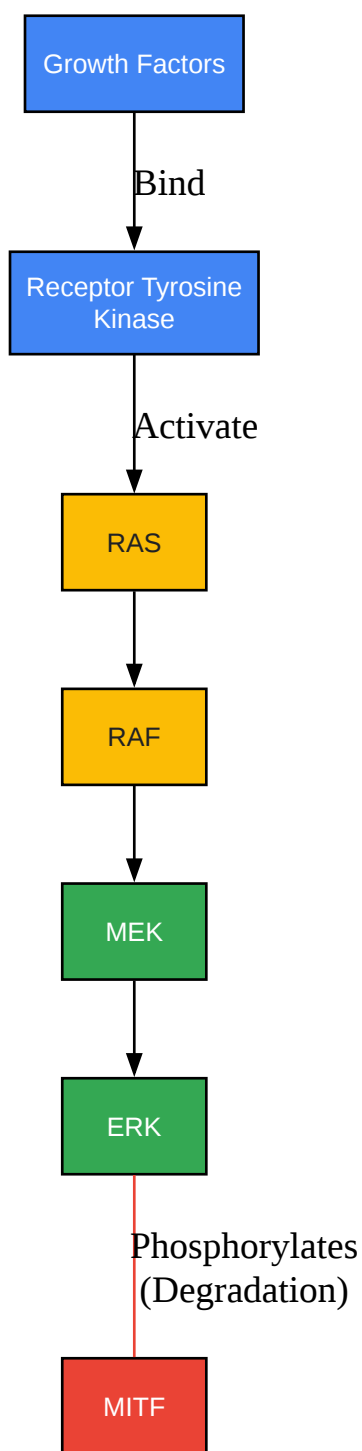 Growth Factors
Bind
Receptor Tyrosine
Kinase
Activate
RAS
RAF
MEK
ERK
Phosphorylates
(Degradation)
MITF